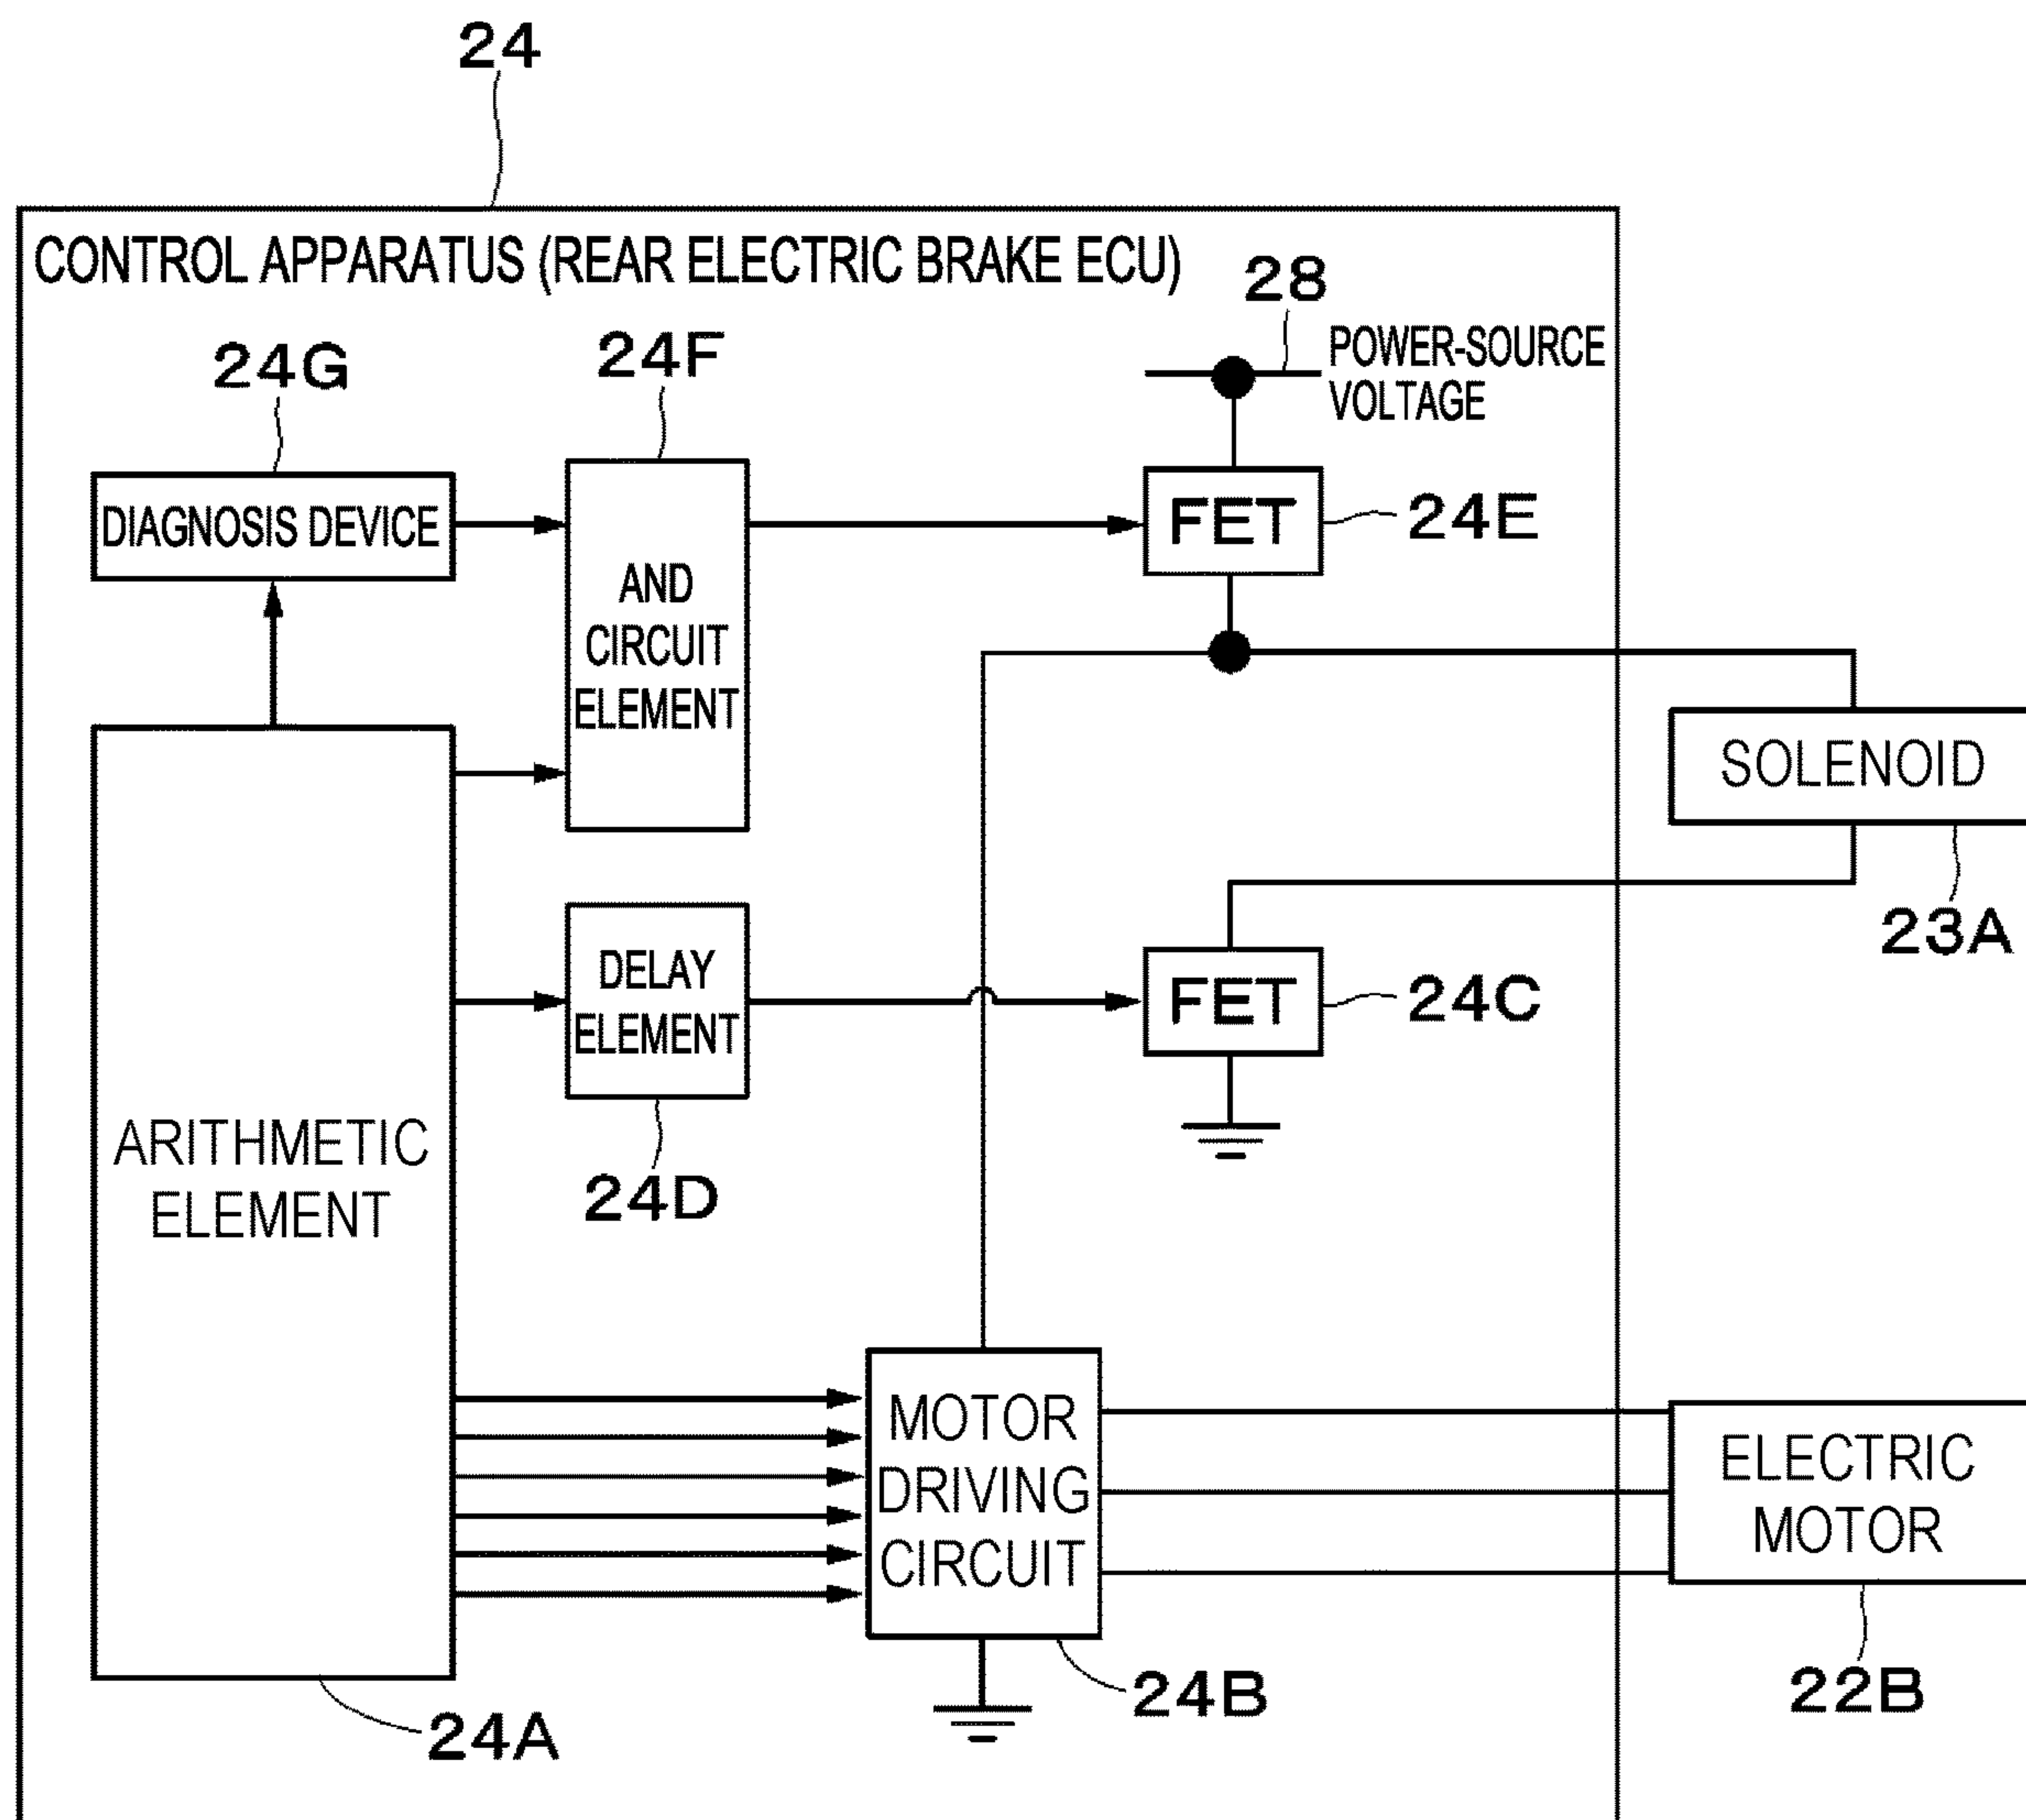 24
CONTROL APPARATUS (REAR ELECTRIC BRAKE ECU)
28
POWER-SOURCE
VOLTAGE
24G
24F
DIAGNOSIS DEVICE
FET
24E
AND
CIRCUIT
ELEMENT
SOLENOID
23A
DELAY
ELEMENT
FET
24C
24D
ARITHMETIC
ELEMENT
MOTOR
DRIVING
CIRCUIT
ELECTRIC
MOTOR
24B
22B
24A